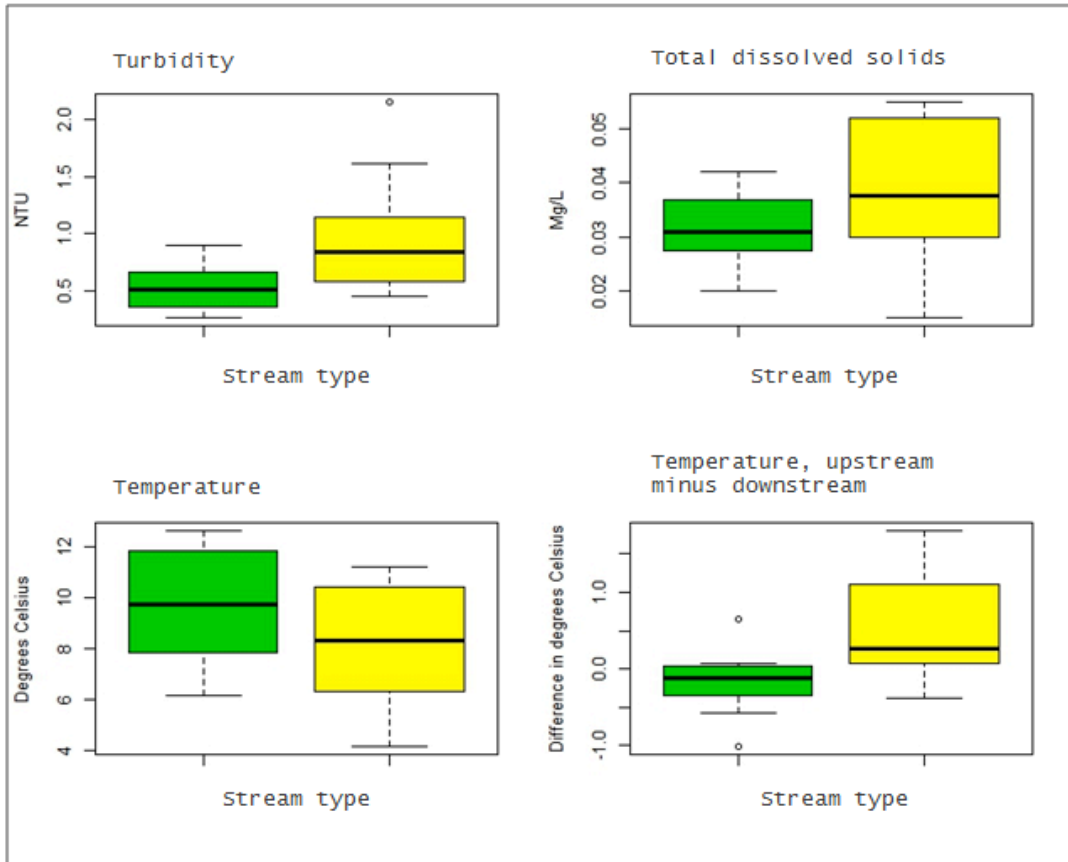 Turbidity
NTU
2.0
1.5
1.0
0.5
Stream type
Total dissolved solids
Mg/L
0.05
0.04
0.03
0.02
Stream type
Temperature
Degrees Celsius
12
10
8
6
4
Stream type
Temperature, upstream
minus downstream
Difference in degrees Celsius
1.0
0.0
-1.0
Stream type